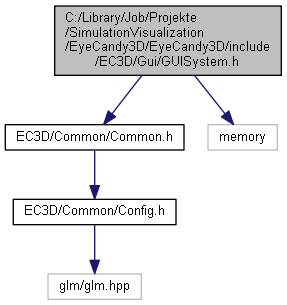 C:/Library/Job/Projekte
/SimulationVisualization
/EyeCandy3D/EyeCandy3D/include
/EC3D/Gui/GUISystem.h
EC3D/Common/Common.h
memory
EC3D/Common/Config.h
glm/glm.hpp